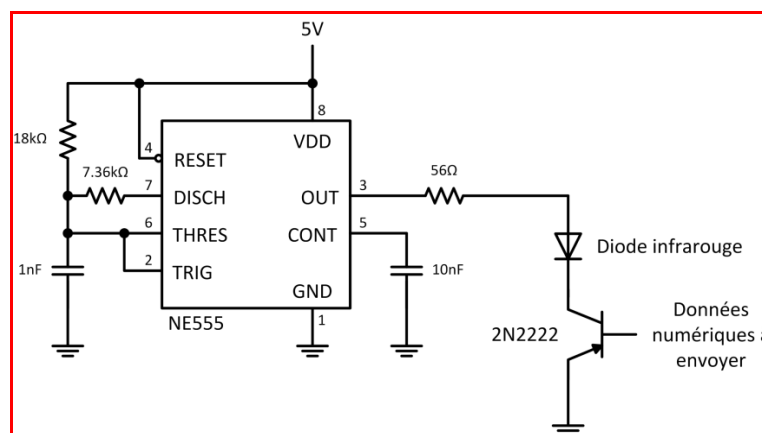 5V
8
18kΩ
VDD
4
RESET
7.36kΩ
7
DISCH
OUT
3
56Ω
6
THRES
CONT
5
Diode infrarouge
1nF
2
TRIG
10nF
GND
1
NE555
2N2222
Données
numériques à
envoyer